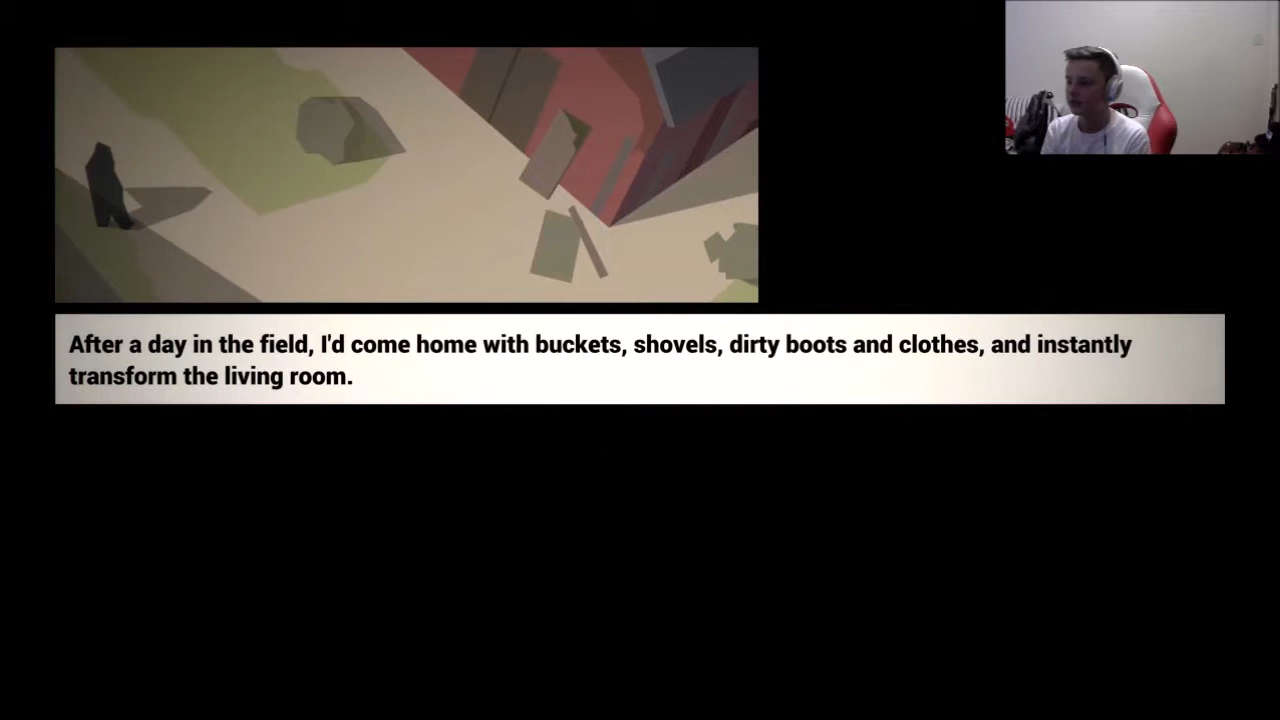 After a day in the field, I'd come home with buckets, shovels, dirty boots and clothes, and instantly
transform the living room.